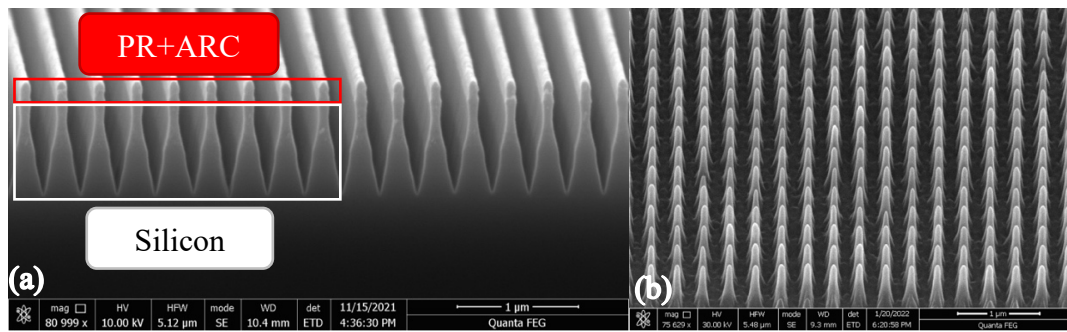 PR+ARC
Silicon
(a)
mag HV HFW mode WD det 11/15/2021 1 µm
80 999 x 10.00 kV 5.12 µm SE 10.4 mm ETD 4:36:30 PM Quanta FEG
(b)
mag HV HFW mode WD det 1/20/2022 1 µm
75 629 x 30.00 kV 5.48 µm SE 9.3 mm ETD 6:20:58 PM Quanta FEG